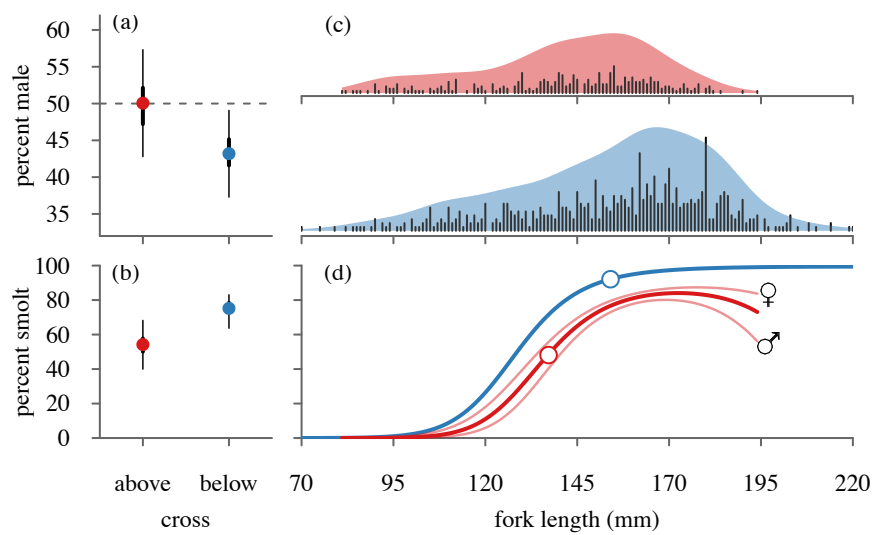 (a)
60
55
50
45
40
35
percent male
(c)
(b)
100
80
60
40
20
0
percent smolt
above below
cross
(d)
♀
♂
70 95 120 145 170 195 220
fork length (mm)